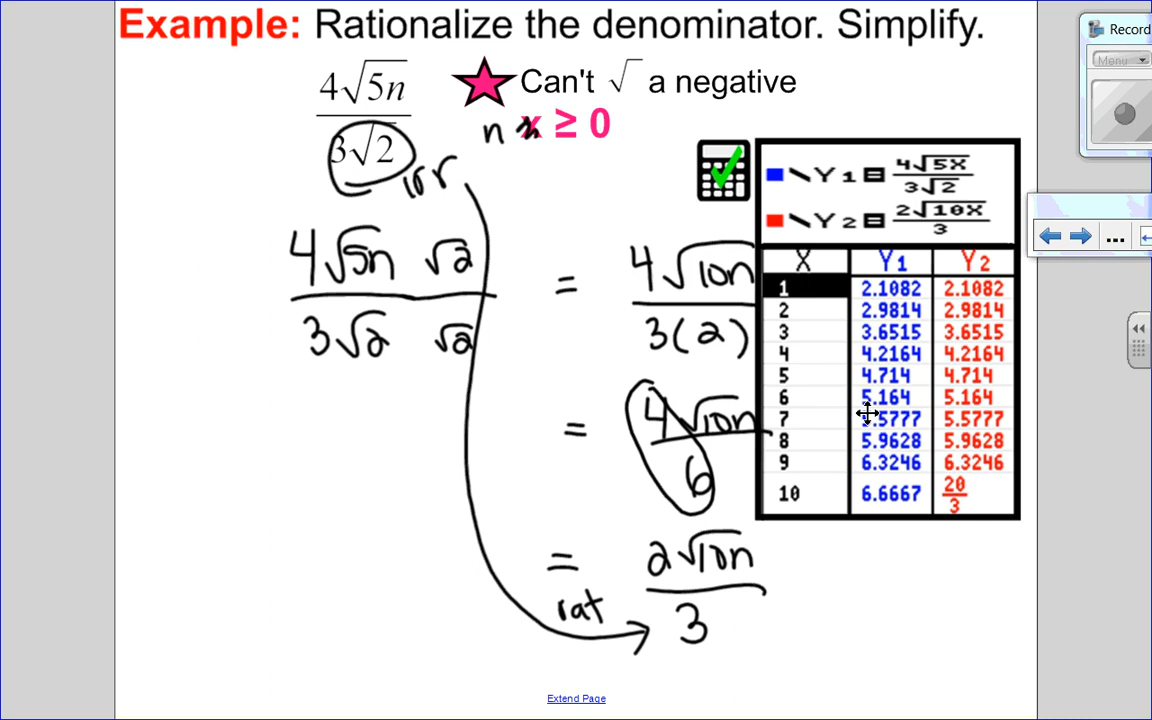 Example: Rationalize the denominator. Simplify.
4√5n
3√2
Can't √ a negative
n x ≥ 0
irr
4√5n √2
3√2 √2
= 4√10n
3(2)
= 4√10n
6
= 2√10n
3
rat
\Y1=4√5X
3√2
\Y2=2√10X
3
X Y1 Y2
1 2.1082 2.1082
2 2.9814 2.9814
3 3.6515 3.6515
4 4.2164 4.2164
5 4.714 4.714
6 5.164 5.164
7 .5777 5.5777
8 5.9628 5.9628
9 6.3246 6.3246
10 6.6667 20
3
Record
Menu
...
Extend Page